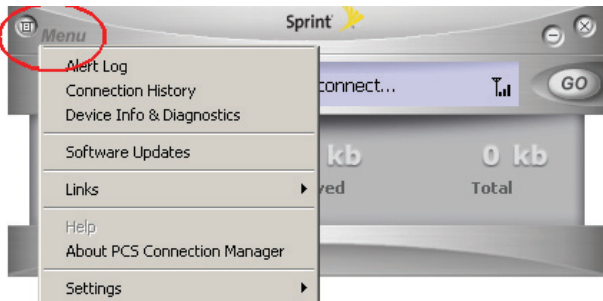 Sprint
Menu
Alert Log
Connection History
Device Info & Diagnostics
Software Updates
Links
Help
About PCS Connection Manager
Settings
connect...
GO
kb
0 kb
ved
Total